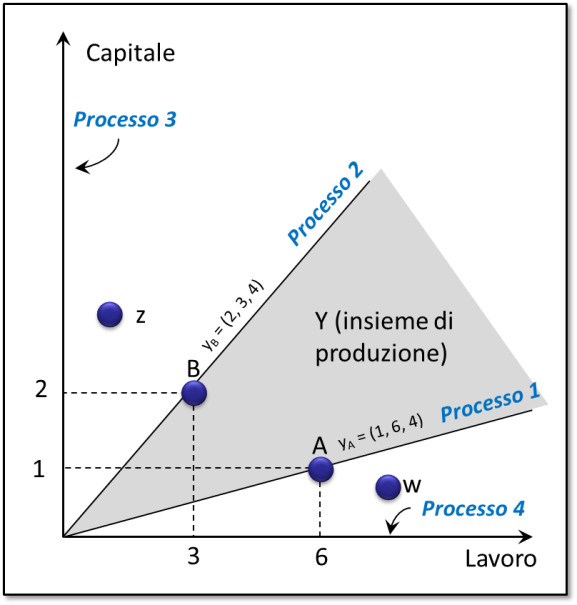 Capitale
Processo 3
Processo 2
y_B = (2, 3, 4)
z
Y (insieme di
produzione)
B
2
Processo 1
y_A = (1, 6, 4)
A
1
w
Processo 4
3
6
Lavoro